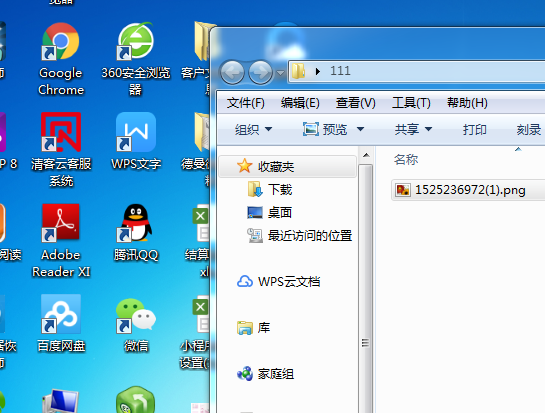 览器
Google
Chrome
360安全浏览
器
清客云客服
系统
WPS文字
Adobe
Reader XI
腾讯QQ
百度网盘
微信
客户文
德曼
结算
xl
小程序
设置(
P 8
阅读
111
文件(F)
编辑(E)
查看(V)
工具(T)
帮助(H)
组织
预览
共享
打印
刻录
收藏夹
下载
桌面
最近访问的位置
WPS云文档
库
家庭组
名称
1525236972(1).png